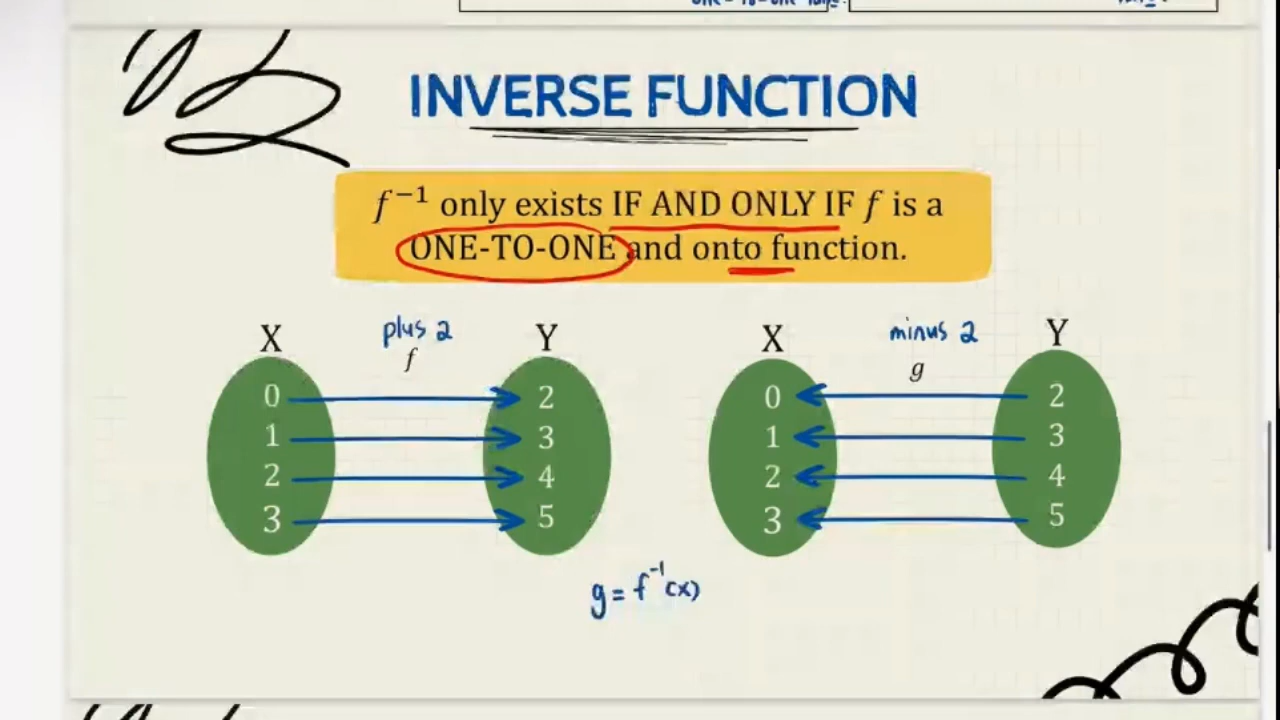 INVERSE FUNCTION
f⁻¹ only exists IF AND ONLY IF f is a
ONE-TO-ONE and onto function.
X plus 2 Y X minus 2 Y
f g
0 2 0 2
1 3 1 3
2 4 2 4
3 5 3 5
g = f⁻¹(x)